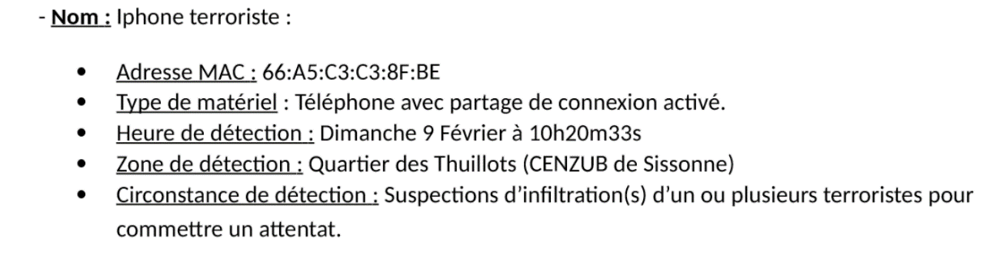 - Nom : Iphone terroriste :
• Adresse MAC : 66:A5:C3:C3:8F:BE
• Type de matériel : Téléphone avec partage de connexion activé.
• Heure de détection : Dimanche 9 Février à 10h20m33s
• Zone de détection : Quartier des Thuillots (CENZUB de Sissonne)
• Circonstance de détection : Suspections d’infiltration(s) d’un ou plusieurs terroristes pour
commettre un attentat.